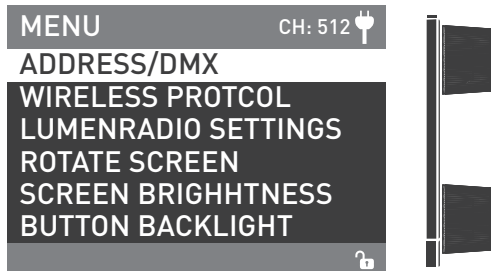 MENU CH: 512
ADDRESS/DMX
WIRELESS PROTCOL
LUMENRADIO SETTINGS
ROTATE SCREEN
SCREEN BRIGHHTNESS
BUTTON BACKLIGHT